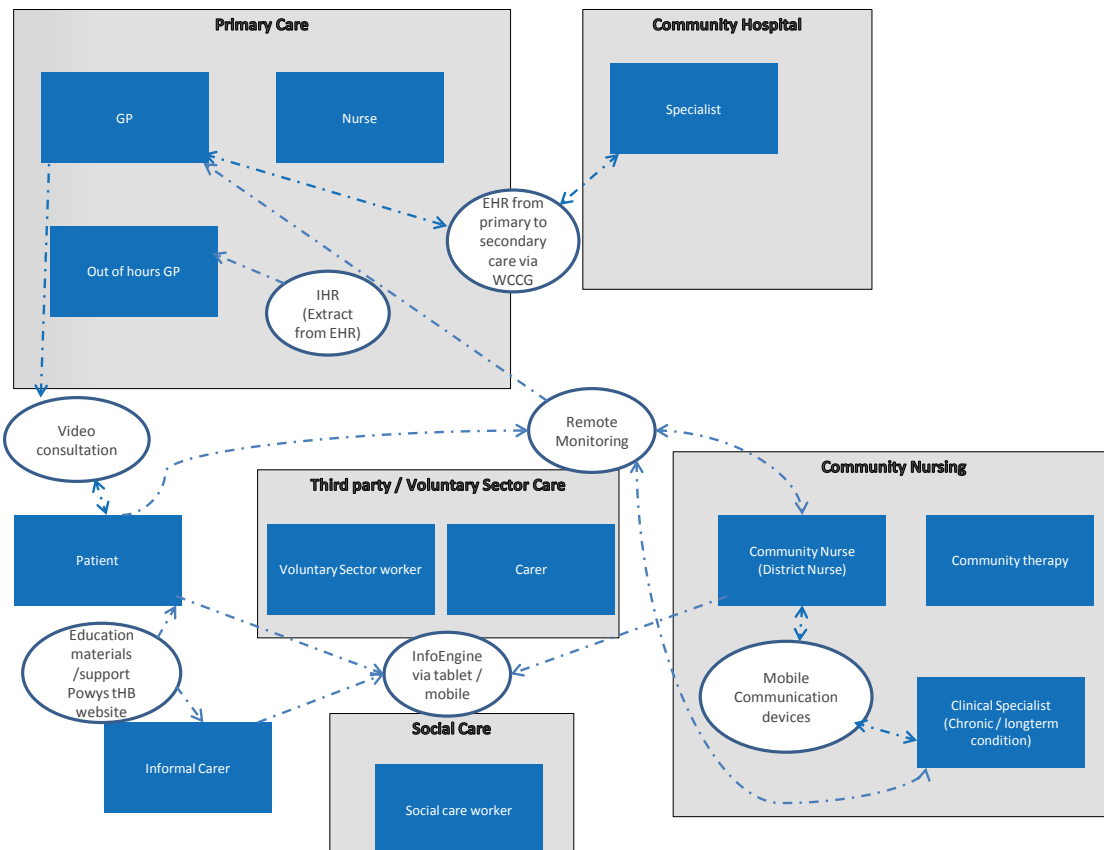 Primary Care
Community Hospital
GP
Nurse
Specialist
EHR from
primary to
secondary care via
WCCG
Out of hours GP
IHR
(Extract
from EHR)
Video
consultation
Remote
Monitoring
Third party / Voluntary Sector Care
Community Nursing
Patient
Voluntary Sector worker
Carer
Community Nurse
(District Nurse)
Community therapy
Education
materials
/support
Powys tHB
website
InfoEngine
via tablet /
mobile
Mobile
Communication
devices
Clinical Specialist
(Chronic / longterm
condition)
Social Care
Informal Carer
Social care worker